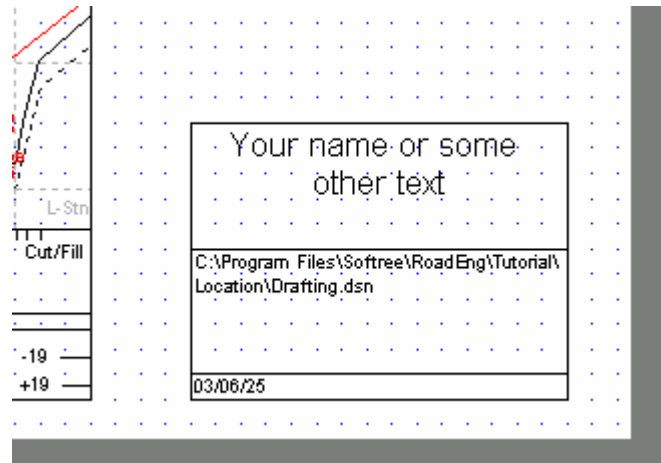 Your name or some
other text
L-Stn
Cut/Fill
C:\Program Files\Softree\RoadEng\Tutorial\
Location\Drafting.dsn
-19
+19
03/06/25